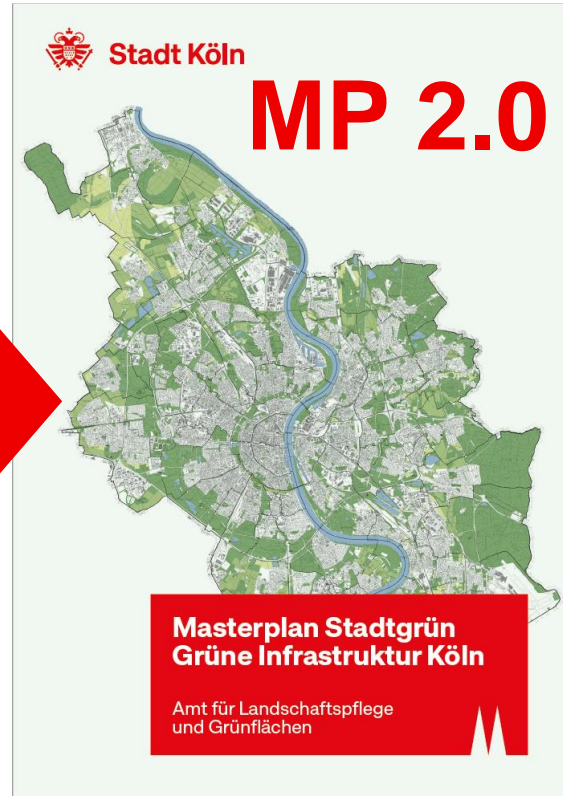 Stadt Köln
MP 2.0
Masterplan Stadtgrün
Grüne Infrastruktur Köln
Amt für Landschaftspflege
und Grünflächen